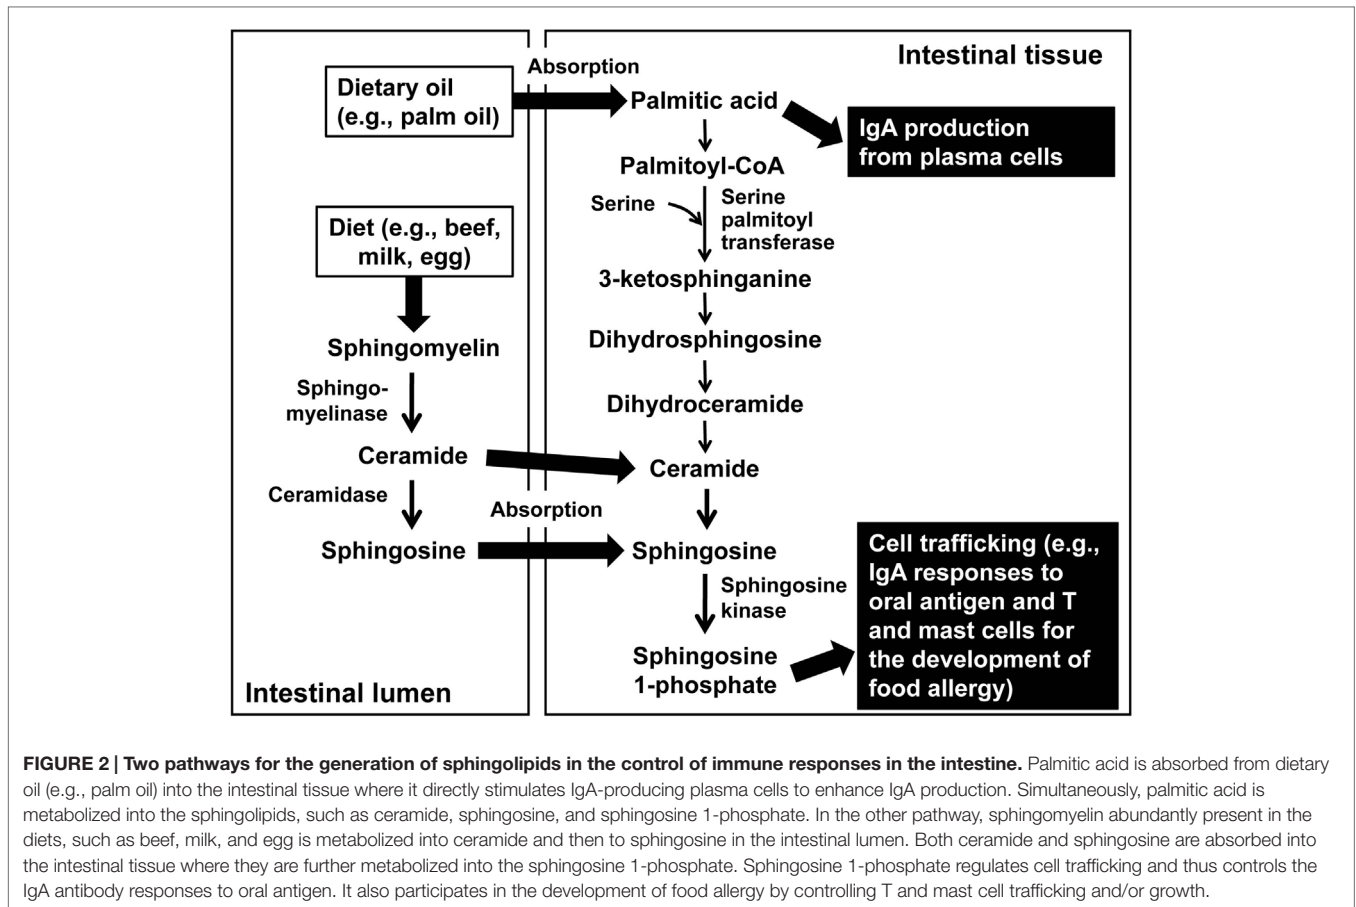 Intestinal tissue
Absorption
Dietary oil
(e.g., palm oil)
Palmitic acid
IgA production
from plasma cells
Palmitoyl-CoA
Serine
Serine
palmitoyl
transferase
Diet (e.g., beef,
milk, egg)
3-ketosphinganine
Sphingomyelin
Dihydrosphingosine
Sphingo-
myelinase
Dihydroceramide
Ceramide
Ceramide
Ceramidase
Absorption
Sphingosine
Sphingosine
Cell trafficking (e.g.,
IgA responses to
oral antigen and T
and mast cells for
the development of
food allergy)
Sphingosine
kinase
Sphingosine
1-phosphate
Intestinal lumen
FIGURE 2 | Two pathways for the generation of sphingolipids in the control of immune responses in the intestine. Palmitic acid is absorbed from dietary
oil (e.g., palm oil) into the intestinal tissue where it directly stimulates IgA-producing plasma cells to enhance IgA production. Simultaneously, palmitic acid is
metabolized into the sphingolipids, such as ceramide, sphingosine, and sphingosine 1-phosphate. In the other pathway, sphingomyelin abundantly present in the
diets, such as beef, milk, and egg is metabolized into ceramide and then to sphingosine in the intestinal lumen. Both ceramide and sphingosine are absorbed into
the intestinal tissue where they are further metabolized into the sphingosine 1-phosphate. Sphingosine 1-phosphate regulates cell trafficking and thus controls the
IgA antibody responses to oral antigen. It also participates in the development of food allergy by controlling T and mast cell trafficking and/or growth.